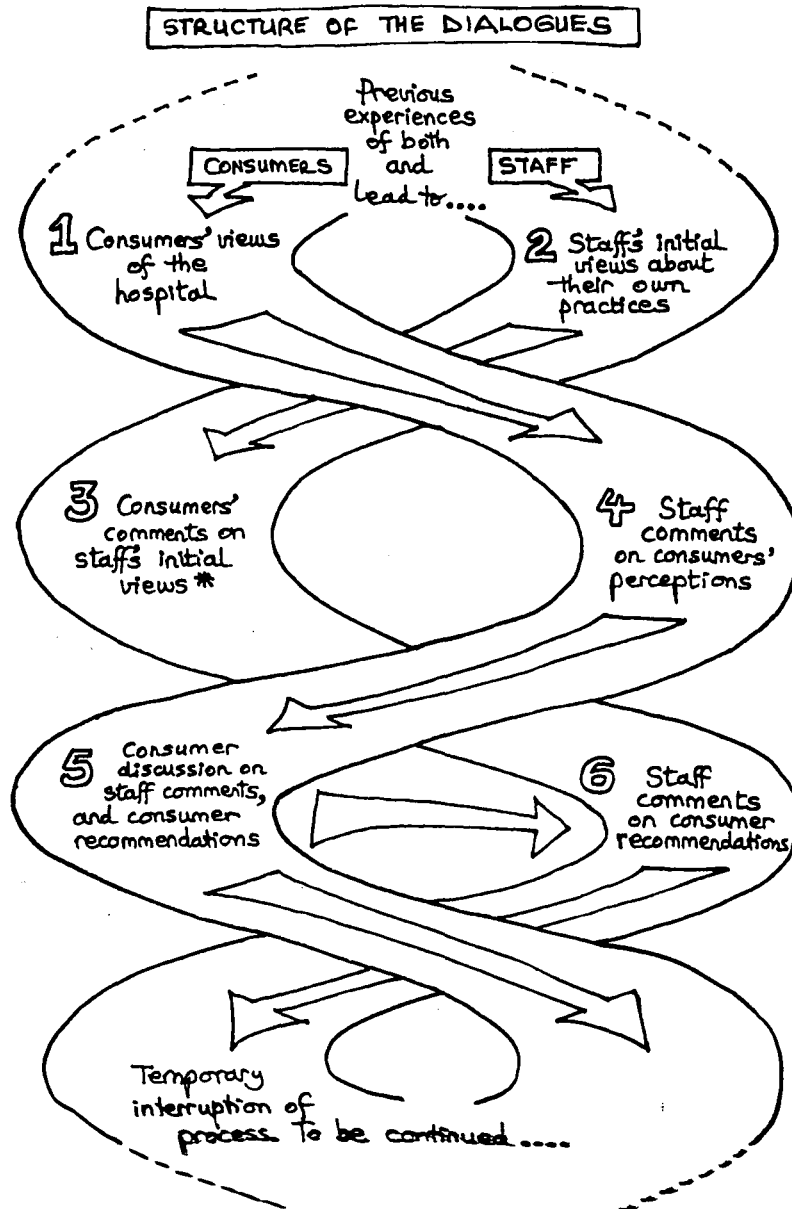 STRUCTURE OF THE DIALOGUES
Previous
experiences
of both
CONSUMERS and STAFF
lead to....
1 Consumers' views
of the
hospital
2 Staff's initial
views about
their own
practices
3 Consumers'
comments on
staff's initial
views *
4 Staff
comments
on consumers'
perceptions
5 Consumer
discussion on
staff comments,
and consumer
recommendations
6 Staff
comments
on consumer
recommendations
Temporary
interruption of
process to be continued....